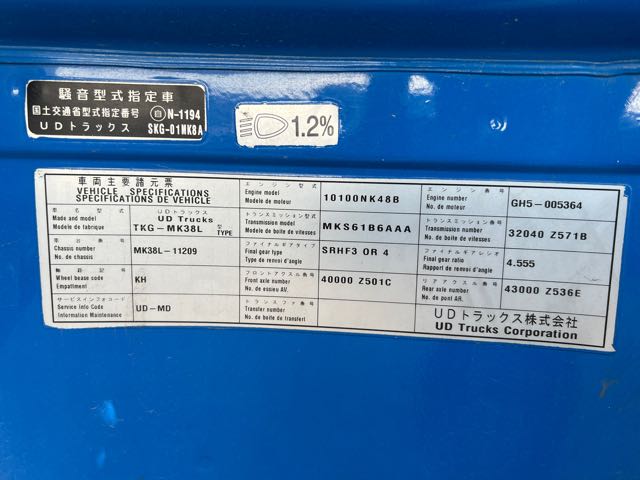 騒音型式指定車
国土交通省型式指定番号 自 N-1194
UDトラックス SKG-01MK8A
1.2%
車両主要諸元票
VEHICLE SPECIFICATIONS
SPECIFICATIONS DE VEHICLE
エンジン型式
Engine model
Modele de moteur
10100NK48B
エンジン番号
Engine number
No. de moteur
GH5-005364
車名型式
Made and model
Modele de fabrique
UDトラックス
UD Trucks
TKG-MK38L 型 TYPE
トランスミッション型式
Transmission model
Modele de boite de vitesses
MKS61B6AAA
トランスミッション番号
Transmission number
No. de boite de vitesses
32040 Z571B
車台番号
Chassis number
No. de chassis
MK38L-11209
ファイナルギアタイプ
Final gear type
Type de renvoi d'angle
SRHF3 OR 4
ファイナルギアレシオ
Final gear ratio
Rapport de renvoi d'angle
4.555
軸距記号
Wheel base code
Empattment
KH
フロントアクスル番号
Front axle number
No. de essieu AV.
40000 Z501C
リアアクスル番号
Rear axle number
No. de pont AR.
43000 Z536E
サービスインフォコード
Service Info Code
Information Maintenance
UD-MD
トランスファ番号
Transfer number
No. de boite de transfert
UDトラックス株式会社
UD Trucks Corporation